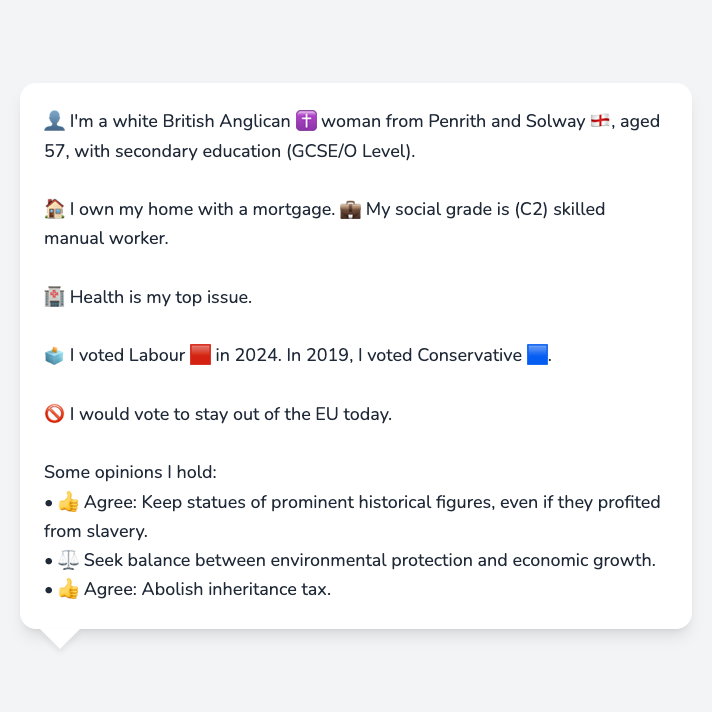 👤 I'm a white British Anglican ✝️ woman from Penrith and Solway 🏴󠁧󠁢󠁥󠁮󠁧󠁿, aged
57, with secondary education (GCSE/O Level).
🏠 I own my home with a mortgage. 💼 My social grade is (C2) skilled
manual worker.
🏥 Health is my top issue.
🗳️ I voted Labour 🟥 in 2024. In 2019, I voted Conservative 🟦.
🚫 I would vote to stay out of the EU today.
Some opinions I hold:
• 👍 Agree: Keep statues of prominent historical figures, even if they profited
from slavery.
• ⚖️ Seek balance between environmental protection and economic growth.
• 👍 Agree: Abolish inheritance tax.